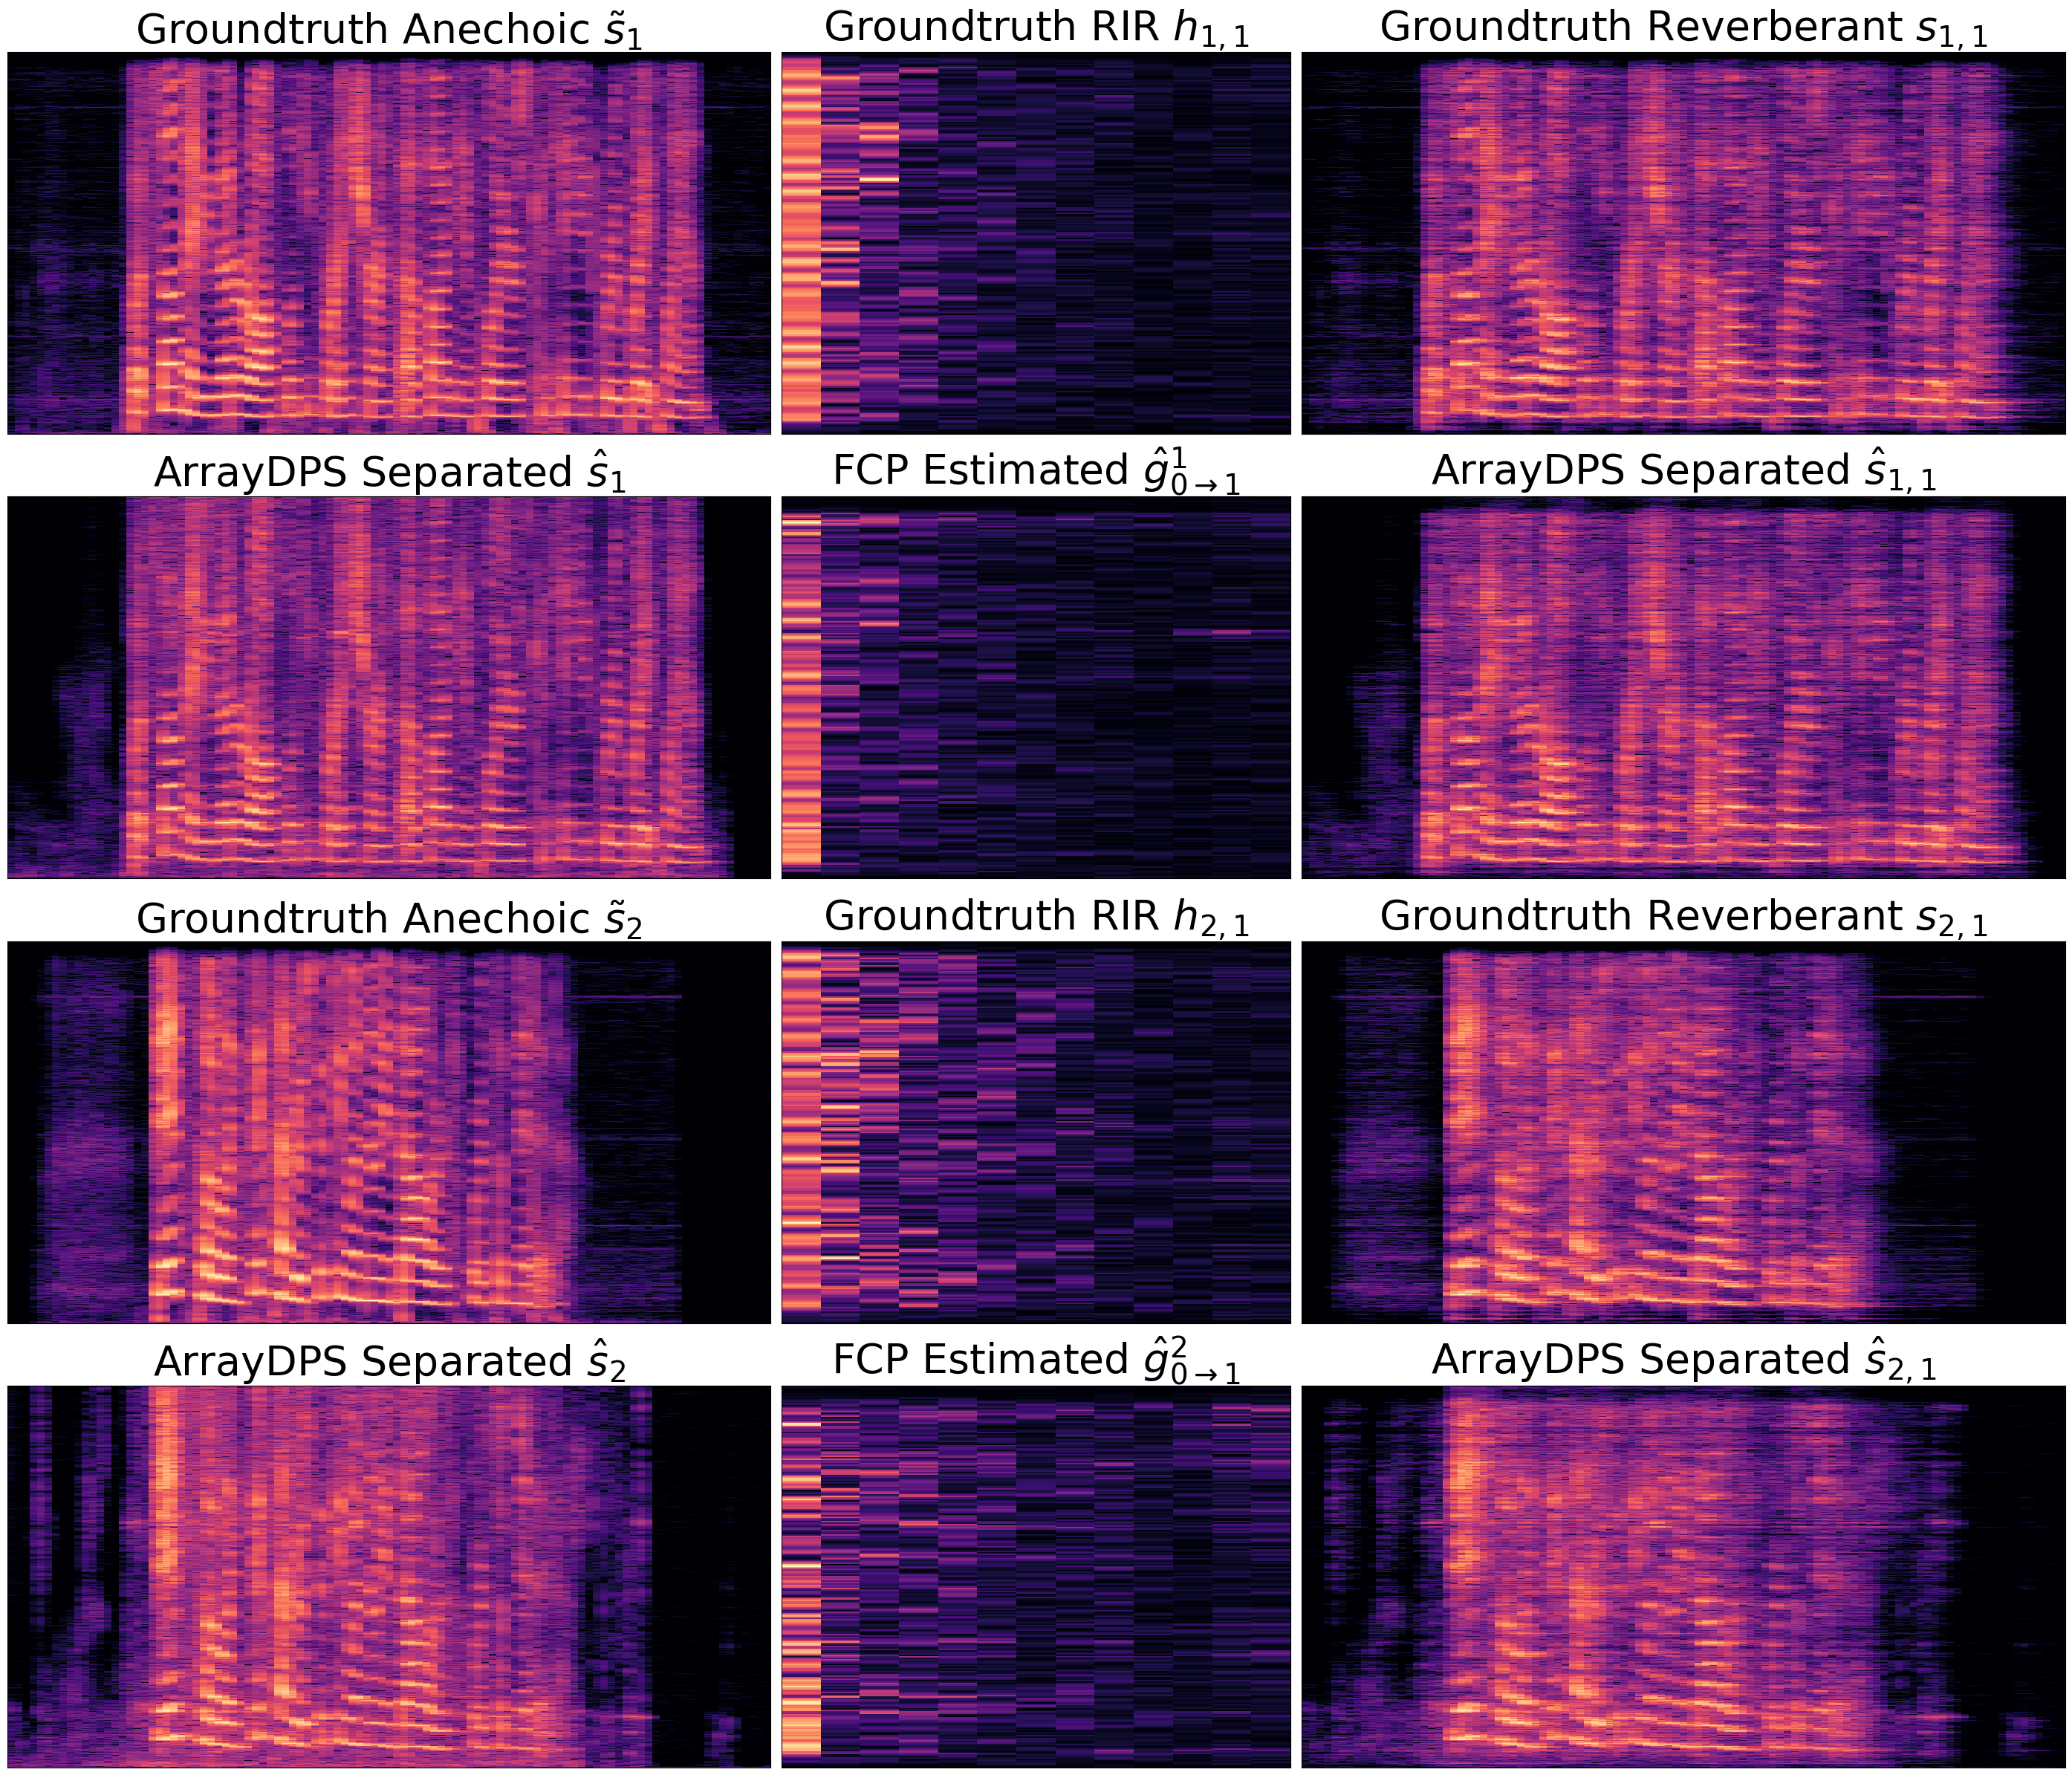 Groundtruth Anechoic s̃₁
Groundtruth RIR h₁,₁
Groundtruth Reverberant s₁,₁
ArrayDPS Separated ŝ₁
FCP Estimated ĝ¹₀→₁
ArrayDPS Separated ŝ₁,₁
Groundtruth Anechoic s̃₂
Groundtruth RIR h₂,₁
Groundtruth Reverberant s₂,₁
ArrayDPS Separated ŝ₂
FCP Estimated ĝ²₀→₁
ArrayDPS Separated ŝ₂,₁